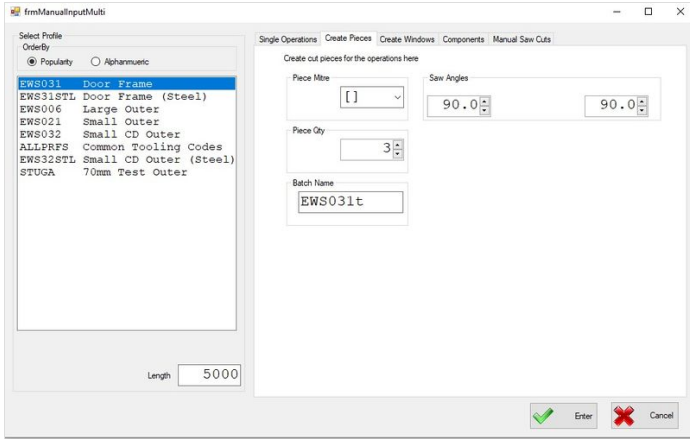 frmManualInputMulti
Select Profile
OrderBy
Popularity Alphanmueric
EWS031 Door Frame
EWS31STL Door Frame (Steel)
EWS006 Large Outer
EWS021 Small Outer
EWS032 Small CD Outer
ALLPRFS Common Tooling Codes
EWS32STL Small CD Outer (Steel)
STUGA 70mm Test Outer
Length 5000
Single Operations Create Pieces Create Windows Components Manual Saw Cuts
Create cut pieces for the operations here
Piece Mitre
[]
Saw Angles
90.0 90.0
Piece Qty
3
Batch Name
EWS031t
Enter Cancel